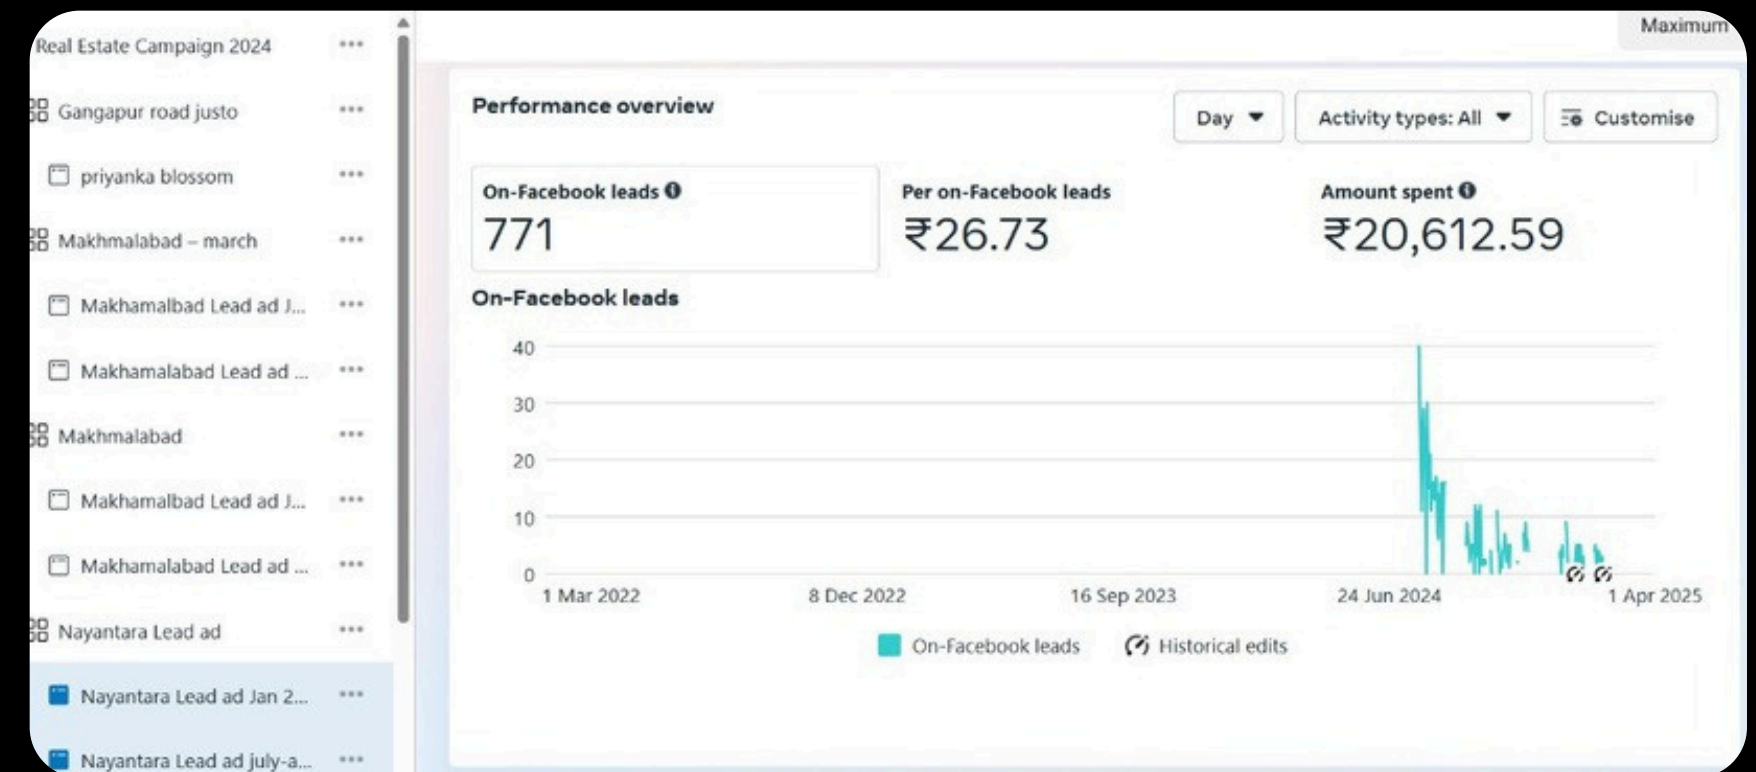 Real Estate Campaign 2024
Gangapur road justo
priyanka blossom
Makhmalabad – march
Makhamalbad Lead ad J...
Makhamalabad Lead ad ...
Makhmalabad
Makhamalbad Lead ad J...
Makhamalabad Lead ad ...
Nayantara Lead ad
Nayantara Lead ad Jan 2...
Nayantara Lead ad july-a...
Maximum
Performance overview
Day
Activity types: All
Customise
On-Facebook leads
771
Per on-Facebook leads
₹26.73
Amount spent
₹20,612.59
On-Facebook leads
40
30
20
10
0
1 Mar 2022
8 Dec 2022
16 Sep 2023
24 Jun 2024
1 Apr 2025
On-Facebook leads
Historical edits